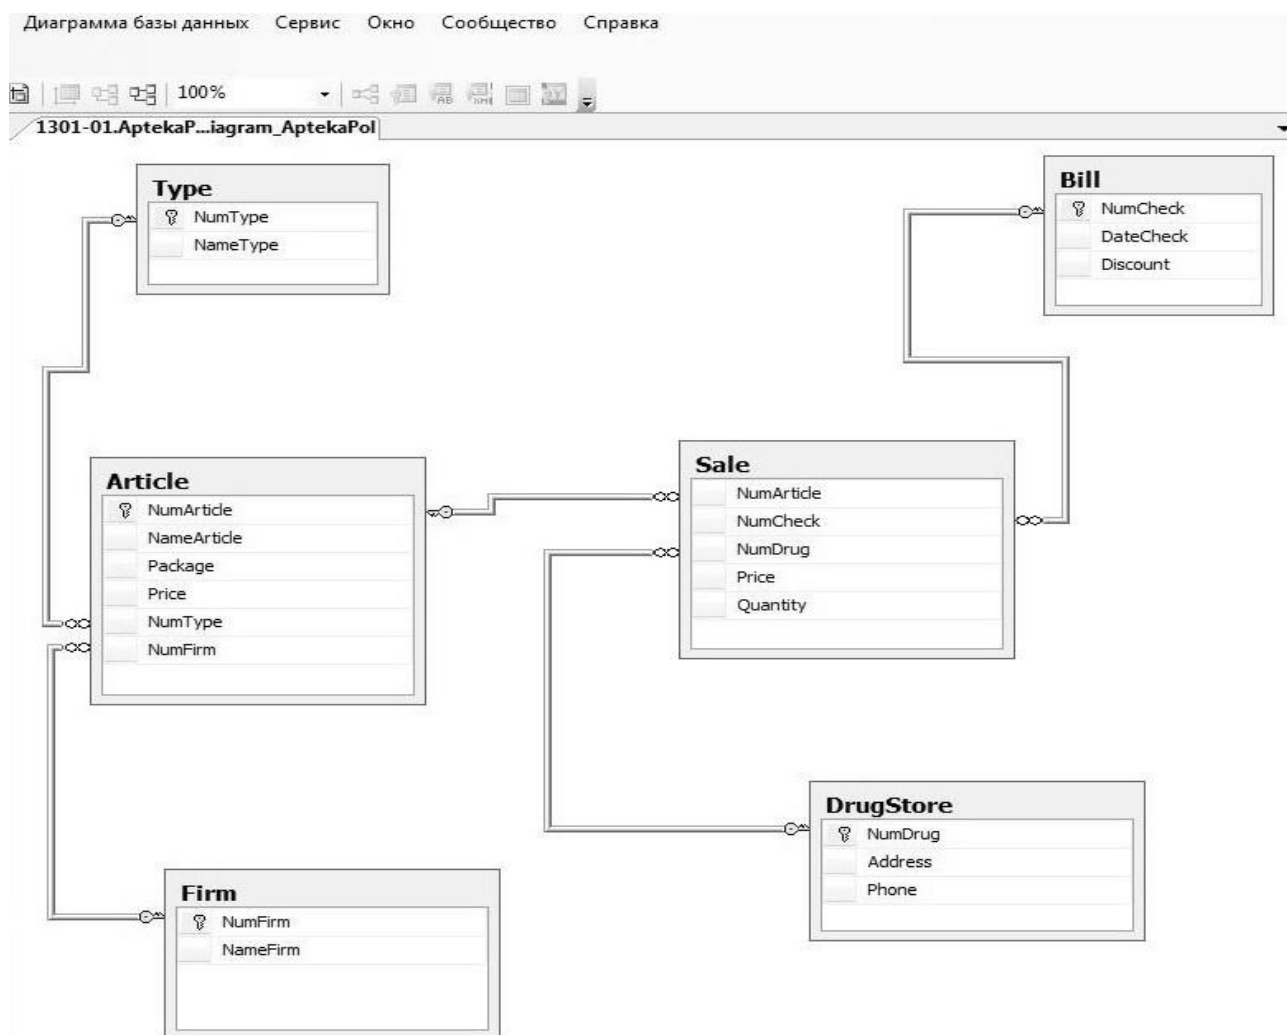 Диаграмма базы данных Сервис Окно Сообщество Справка
100%
1301-01.AptekaP...iagram_AptekaPol
Type
NumType
NameType
Bill
NumCheck
DateCheck
Discount
Article
NumArticle
NameArticle
Package
Price
NumType
NumFirm
Sale
NumArticle
NumCheck
NumDrug
Price
Quantity
DrugStore
NumDrug
Address
Phone
Firm
NumFirm
NameFirm